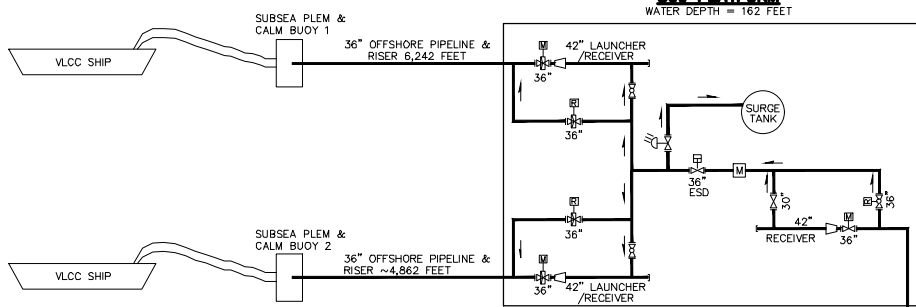 WATER DEPTH = 162 FEET
SUBSEA PLEM &
CALM BUOY 1
VLCC SHIP
36" OFFSHORE PIPELINE &
RISER 6,242 FEET
M
36"
42" LAUNCHER
/RECEIVER
R
36"
SURGE
TANK
36"
ESD
M
30"
R
36"
42"
RECEIVER
M
36"
R
36"
SUBSEA PLEM &
CALM BUOY 2
VLCC SHIP
36" OFFSHORE PIPELINE &
RISER ~4,862 FEET
M
36"
42" LAUNCHER
/RECEIVER